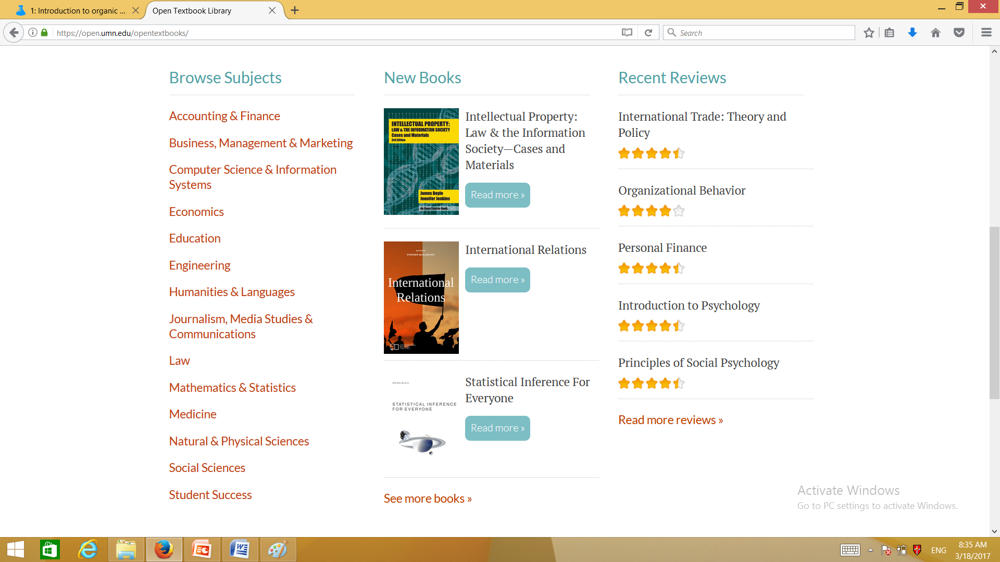 1: Introduction to organic ...
Open Textbook Library
https://open.umn.edu/opentextbooks/
Search
Browse Subjects
Accounting & Finance
Business, Management & Marketing
Computer Science & Information
Systems
Economics
Education
Engineering
Humanities & Languages
Journalism, Media Studies &
Communications
Law
Mathematics & Statistics
Medicine
Natural & Physical Sciences
Social Sciences
Student Success
New Books
INTELLECTUAL PROPERTY:
LAW & THE INFORMATION SOCIETY
Cases and Materials
3rd Edition
James Boyle
Jennifer Jenkins
An Open Course Book.
Intellectual Property:
Law & the Information
Society—Cases and
Materials
Read more »
EDITED BY
STEPHEN McGLINCHEY
International
Relations
International Relations
Read more »
BRIAN BLAIS
STATISTICAL INFERENCE
FOR EVERYONE
Statistical Inference For
Everyone
Read more »
See more books »
Recent Reviews
International Trade: Theory and
Policy
Organizational Behavior
Personal Finance
Introduction to Psychology
Principles of Social Psychology
Read more reviews »
Activate Windows
Go to PC settings to activate Windows.
ENG
8:35 AM
3/18/2017